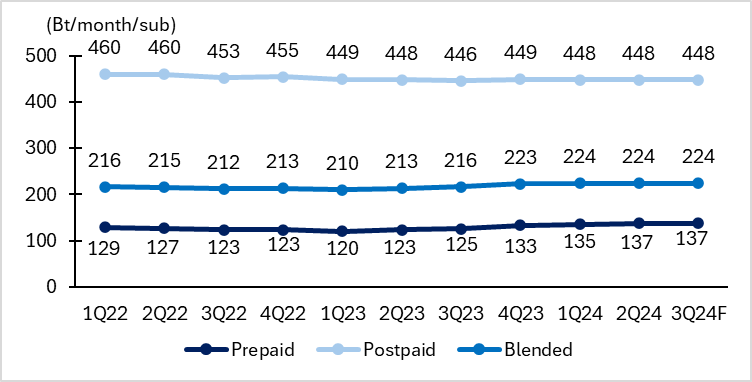 (Bt/month/sub)
500
460 460 453 455 449 448 446 449 448 448 448
400
300
216 215 212 213 210 213 216 223 224 224 224
200
100
129 127 123 123 120 123 125 133 135 137 137
0
1Q22 2Q22 3Q22 4Q22 1Q23 2Q23 3Q23 4Q23 1Q24 2Q24 3Q24F
Prepaid Postpaid Blended